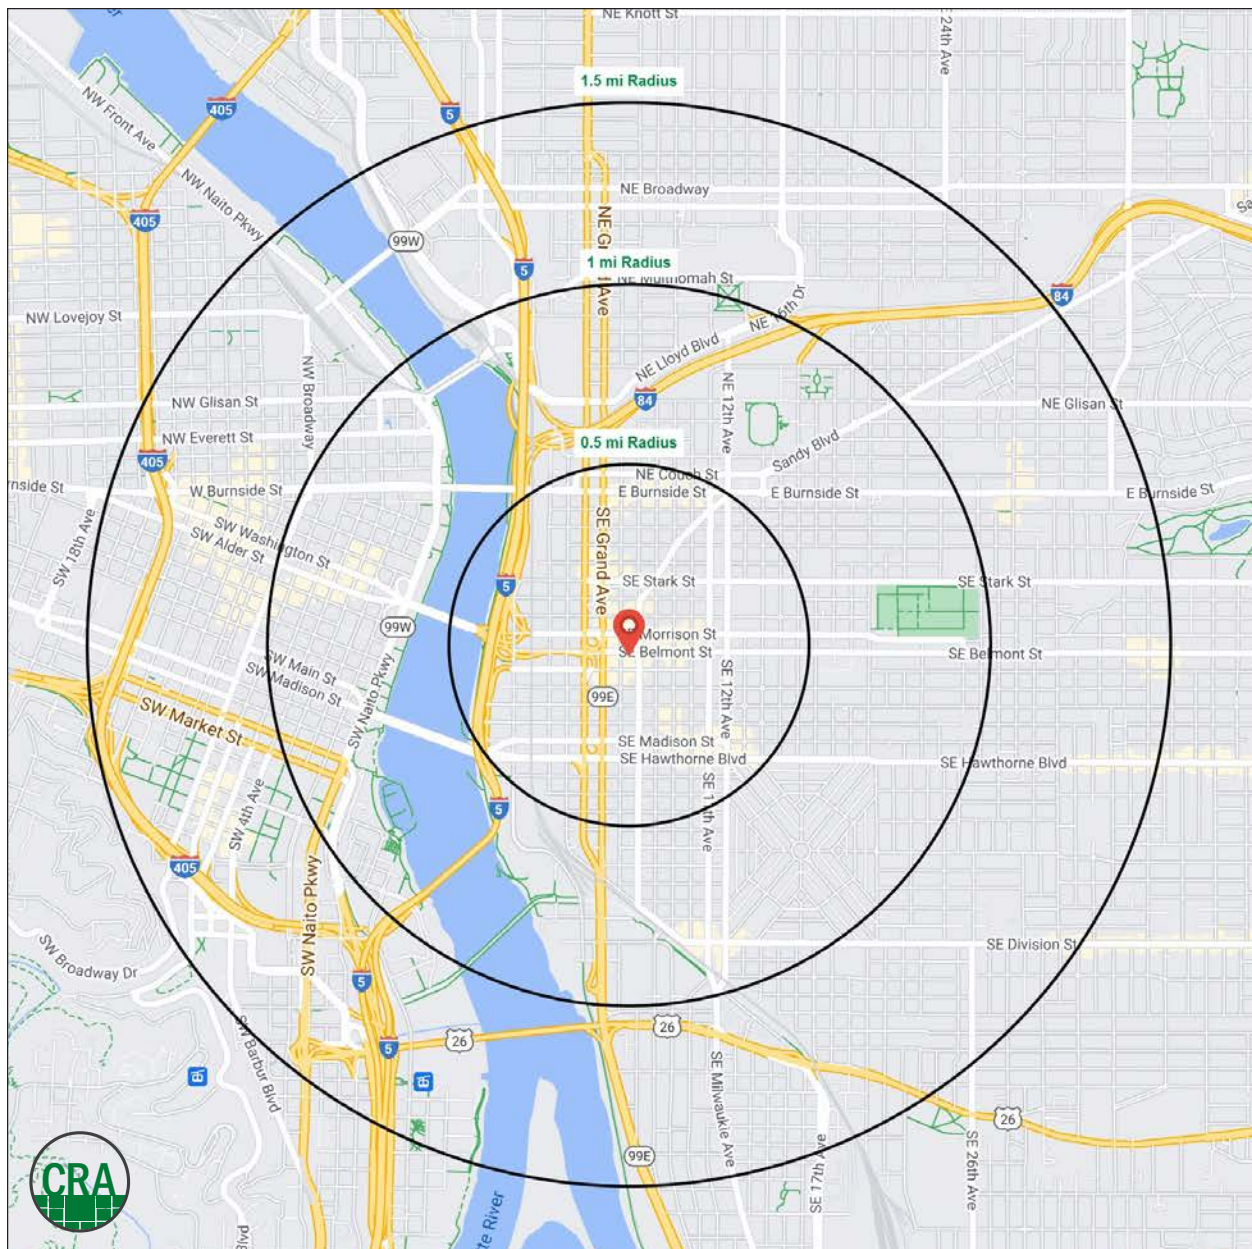 NE Knott St
E 24th Ave
1.5 mi Radius
405
5
NW Front Ave
NE Broadway
NW Naito Pkwy
405
99W
1 mi Radius
5
NE Multnomah St
84
NE 16th Dr
NW Lovejoy St
NE Lloyd Blvd
NW Broadway
84
NW Glisan St
NE 12th Ave
NE Glisan St
NW Everett St
0.5 mi Radius
Sandy Blvd
405
NE Couch St
rnside St
W Burnside St
E Burnside St
E Burnside St
E Burnside St
SW 18th Ave
SW Washington St
SW Alder St
SE Grand Ave
5
SE Stark St
SE Stark St
99W
Morrison St
SE Belmont St
SE Belmont St
SW Main St
SW Madison St
SW Naito Pkwy
SE 12th Ave
99E
SW Market St
SE Madison St
SE Hawthorne Blvd
SE Hawthorne Blvd
SW 4th Ave
5
SE 11th Ave
405
SW Naito Pkwy
SE Division St
SW Broadway Dr
5
SW Barbur Blvd
26
26
5
SE Milwaukie Ave
26
SE 17th Ave
SE 26th Ave
99E
CRA
te River
Blvd